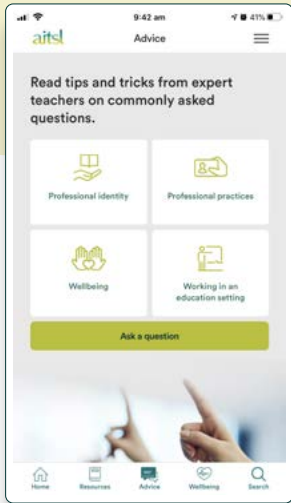 9:42 am
41%
aitsl
Advice
Read tips and tricks from expert
teachers on commonly asked
questions.
Professional identity
Professional practices
Wellbeing
Working in an
education setting
Ask a question
Home
Resources
Advice
Wellbeing
Search